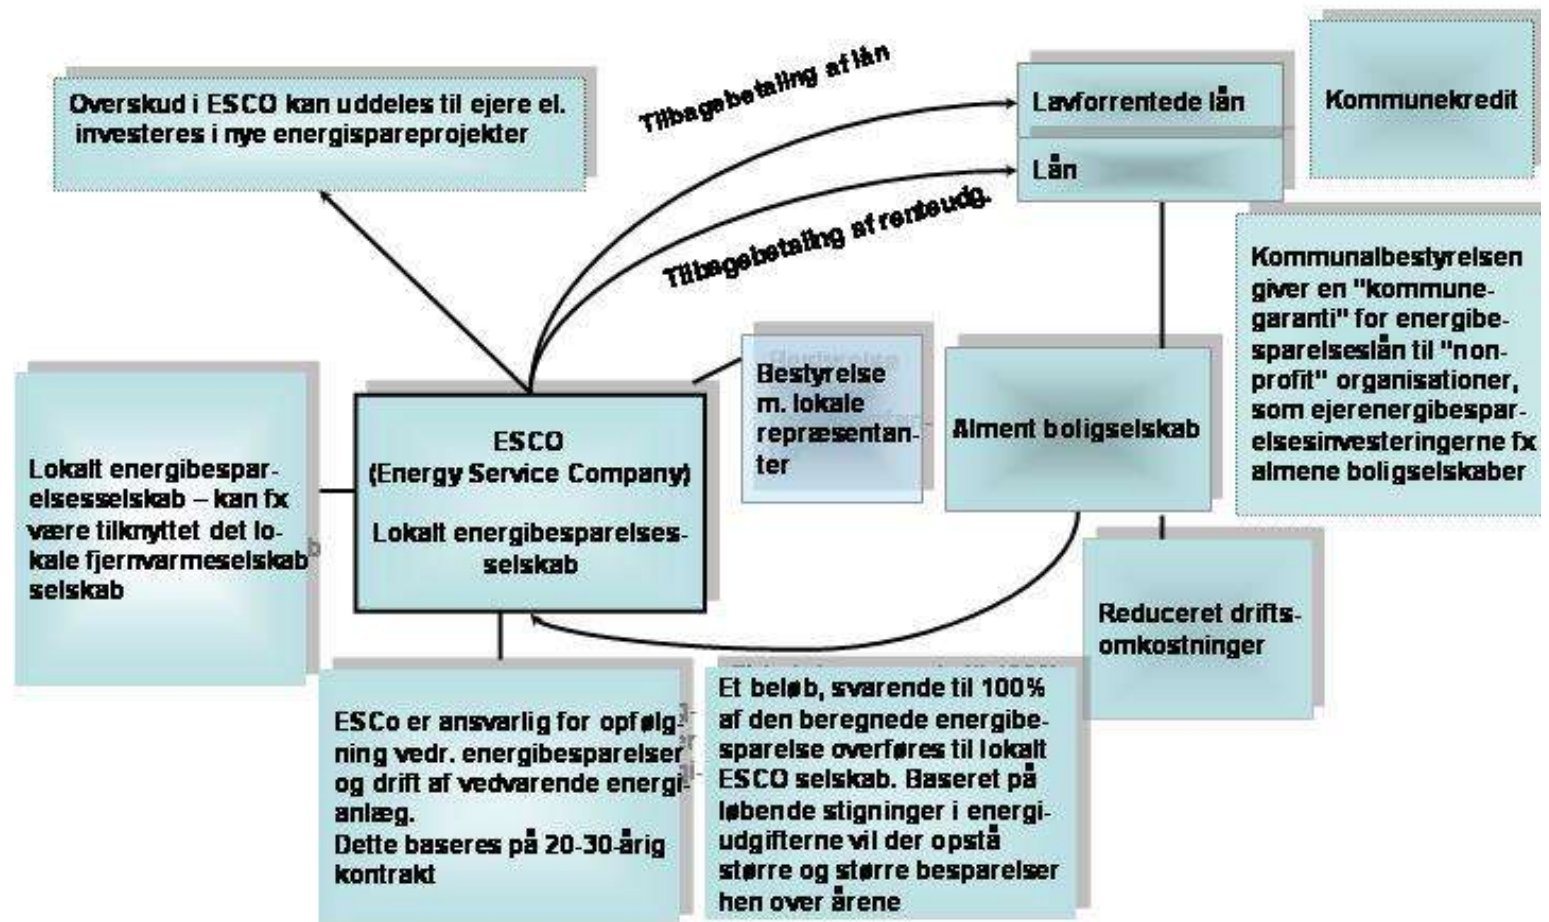 Overskud i ESCO kan uddeles til ejere el.
investeres i nye energispareprojekter
Tilbagebetaling af lån
Tilbagebetaling af renteudg.
Lavforrentede lån
Lån
Kommunekredit
Kommunalbestyrelsen
giver en "kommune-
garanti" for energibe-
sparelseslån til "non-
profit" organisationer,
som ejerenergibespar-
elsesinvesteringerne fx
almene boligselskaber
Lokalt energibespar-
elsesselskab – kan fx
være tilknyttet det lo-
kale fjernvarmeselskab
selskab
ESCO
(Energy Service Company)
Lokalt energibesparelses-
selskab
Bestyrelse
m. lokale
repræsentan-
ter
Alment boligselskab
Reduceret drifts-
omkostninger
ESCo er ansvarlig for opfølg-
ning vedr. energibesparelser
og drift af vedvarende energi-
anlæg.
Dette baseres på 20-30-årig
kontrakt
Et beløb, svarende til 100%
af den beregnede energibe-
sparelse overføres til lokalt
ESCO selskab. Baseret på
løbende stigninger i energi-
udgifterne vil der opstå
større og større besparelser
hen over årene